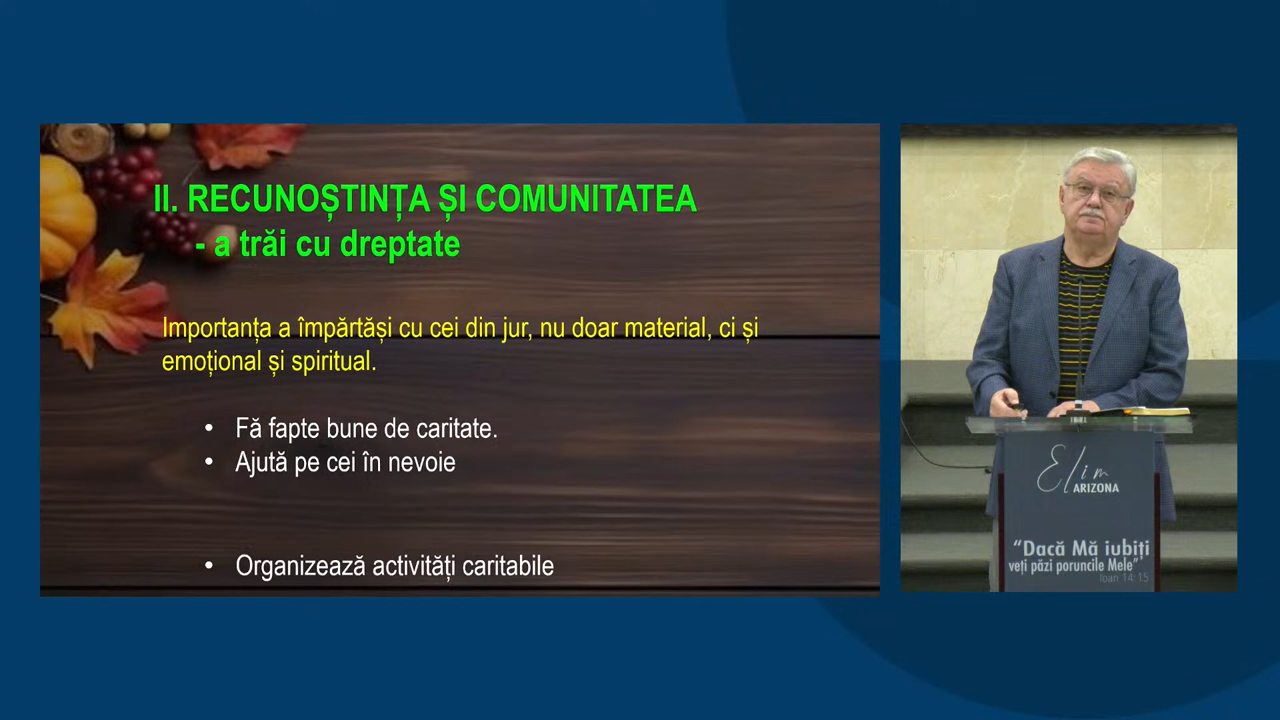 II. RECUNOȘTINȚA ȘI COMUNITATEA
- a trăi cu dreptate
Importanța a împărtăși cu cei din jur, nu doar material, ci și
emoțional și spiritual.
• Fă fapte bune de caritate.
• Ajută pe cei în nevoie
• Organizează activități caritabile
Elim
ARIZONA
“Dacă Mă iubiți
veți păzi poruncile Mele”
Ioan 14:15